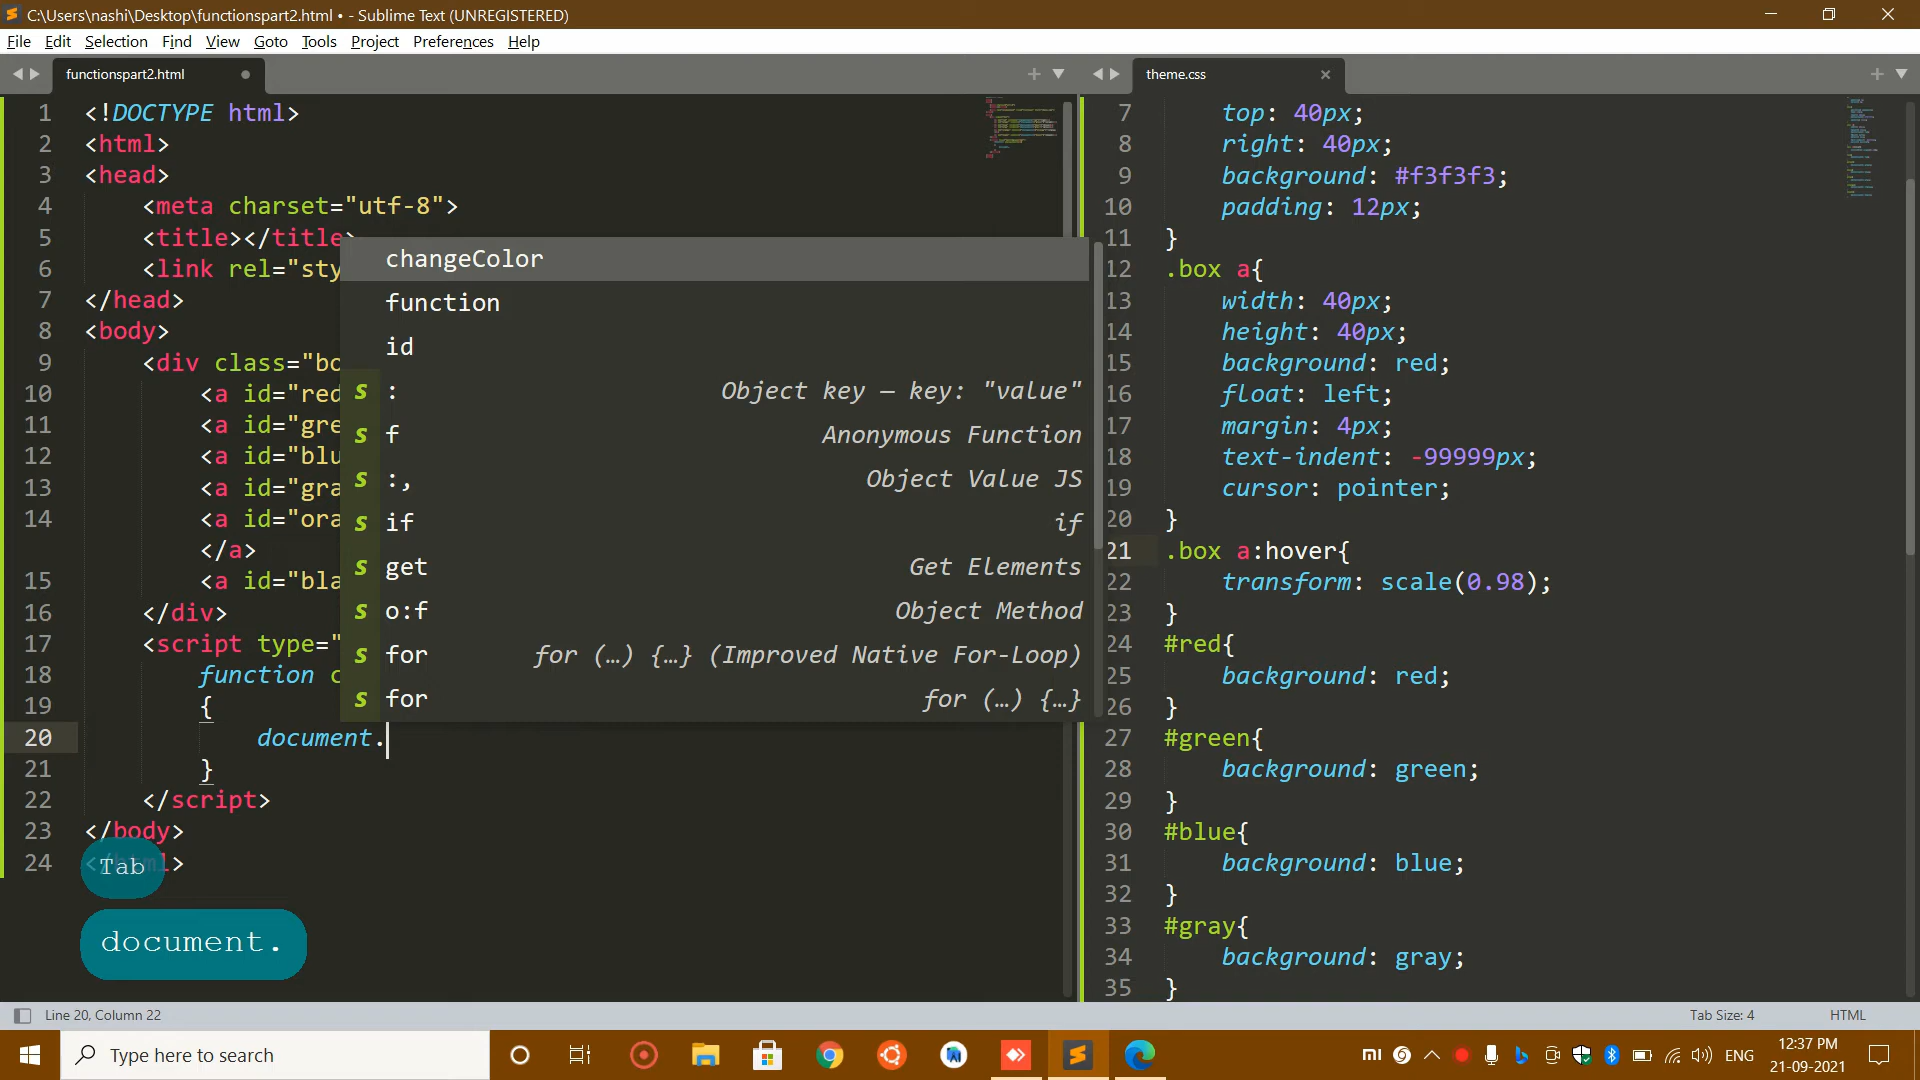 C:\Users\nashi\Desktop\functionspart2.html • - Sublime Text (UNREGISTERED)
File Edit Selection Find View Goto Tools Project Preferences Help
functionspart2.html
theme.css
1 <!DOCTYPE html>
2 <html>
3 <head>
4 <meta charset="utf-8">
5 <title></title>
6 <link rel="sty
7 </head>
8 <body>
9 <div class="bo
10 <a id="red
11 <a id="gre
12 <a id="blu
13 <a id="gra
14 <a id="ora
</a>
15 <a id="bla
16 </div>
17 <script type="
18 function c
19 {
20 document.
21 }
22 </script>
23 </body>
24 </html>
changeColor
function
id
s : Object key — key: "value"
s f Anonymous Function
s :, Object Value JS
s if if
s get Get Elements
s o:f Object Method
s for for (…) {…} (Improved Native For-Loop)
s for for (…) {…}
Tab
document.
7 top: 40px;
8 right: 40px;
9 background: #f3f3f3;
10 padding: 12px;
11 }
12 .box a{
13 width: 40px;
14 height: 40px;
15 background: red;
16 float: left;
17 margin: 4px;
18 text-indent: -99999px;
19 cursor: pointer;
20 }
21 .box a:hover{
22 transform: scale(0.98);
23 }
24 #red{
25 background: red;
26 }
27 #green{
28 background: green;
29 }
30 #blue{
31 background: blue;
32 }
33 #gray{
34 background: gray;
35 }
Line 20, Column 22
Tab Size: 4
HTML
Type here to search
ENG
12:37 PM
21-09-2021